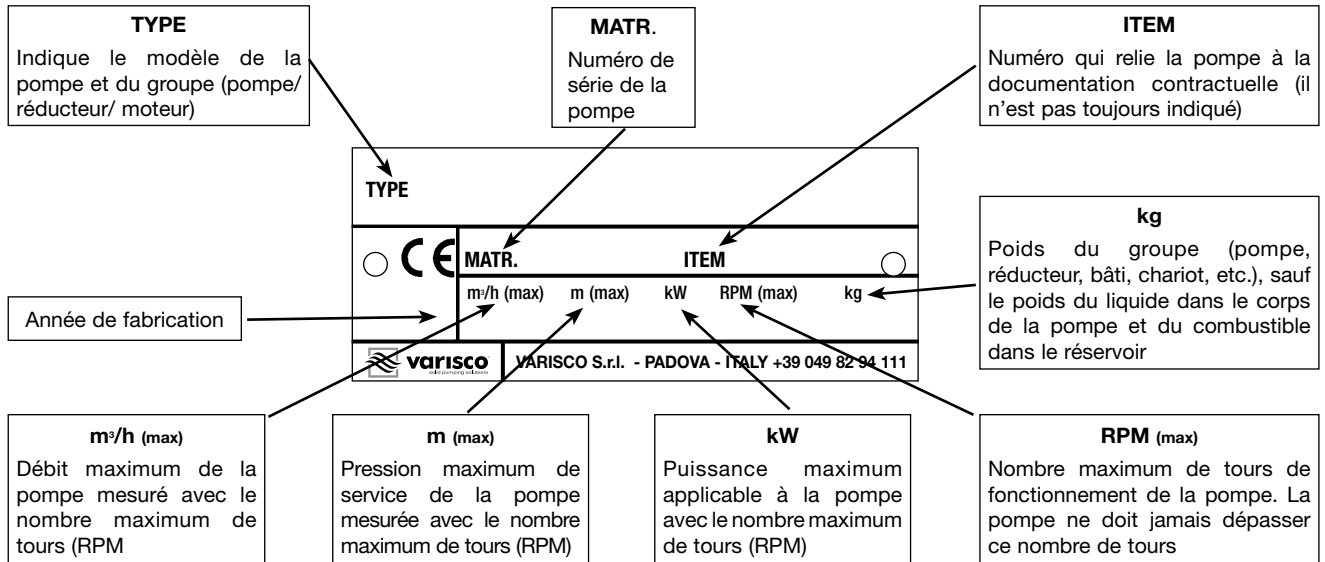 TYPE
Indique le modèle de la
pompe et du groupe (pompe/
réducteur/ moteur)
MATR.
Numéro de
série de la
pompe
ITEM
Numéro qui relie la pompe à la
documentation contractuelle (il
n'est pas toujours indiqué)
TYPE
CE
MATR. ITEM
m³/h (max) m (max) kW RPM (max) kg
varisco
solid pumping solutions
VARISCO S.r.l. - PADOVA - ITALY +39 049 82 94 111
Année de fabrication
kg
Poids du groupe (pompe,
réducteur, bâti, chariot, etc.), sauf
le poids du liquide dans le corps
de la pompe et du combustible
dans le réservoir
m³/h (max)
Débit maximum de la
pompe mesuré avec le
nombre maximum de
tours (RPM
m (max)
Pression maximum de
service de la pompe
mesurée avec le nombre
maximum de tours (RPM)
kW
Puissance maximum
applicable à la pompe
avec le nombre maximum
de tours (RPM)
RPM (max)
Nombre maximum de tours de
fonctionnement de la pompe. La
pompe ne doit jamais dépasser
ce nombre de tours